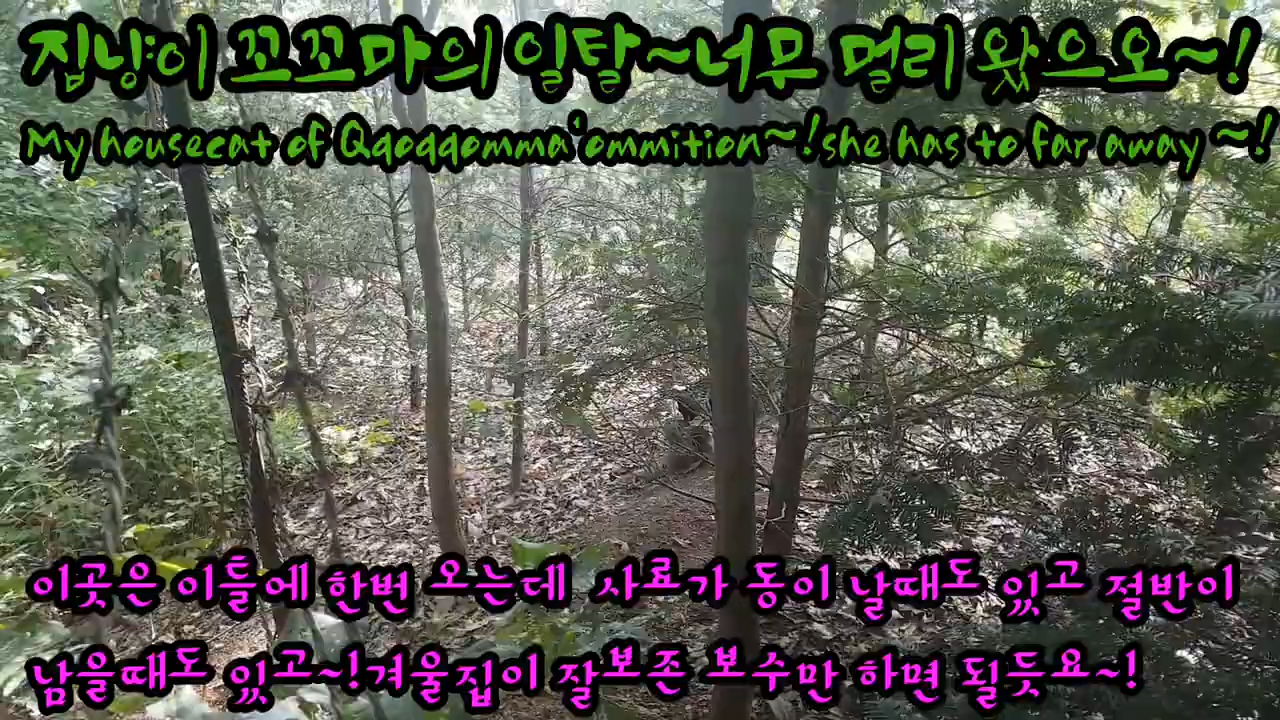 집냥이 꼬꼬마의 일탈~너무 멀리 왔으오~!
My housecat of Qqoqqomma'ommition~!she has to far away ~!
이곳은 이틀에 한번 오는데 사료가 동이 날때도 있고 절반이
남을때도 있고~!겨울집이 잘보존 보수만 하면 될듯요~!